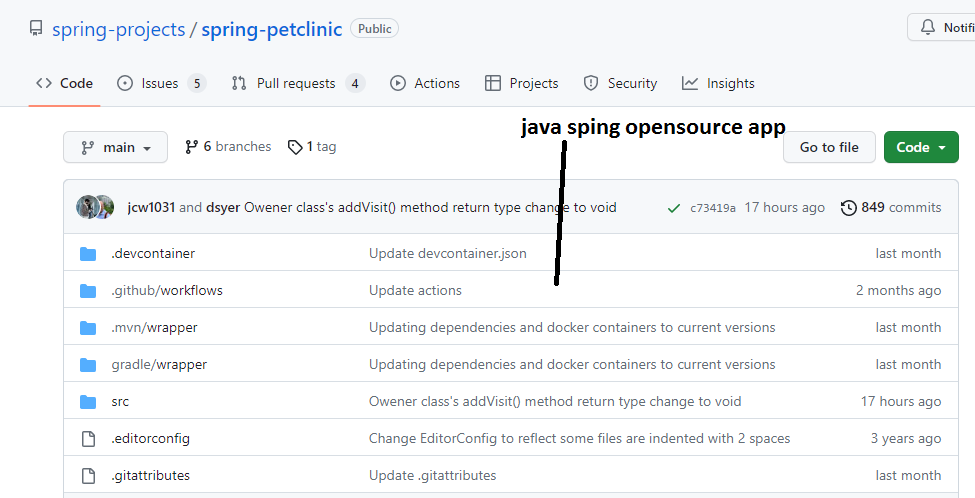 spring-projects / spring-petclinic Public Notifi
Code Issues 5 Pull requests 4 Actions Projects Security Insights
java sping opensource app
main 6 branches 1 tag Go to file Code
jcw1031 and dsyer Owener class's addVisit() method return type change to void c73419a 17 hours ago 849 commits
.devcontainer Update devcontainer.json last month
.github/workflows Update actions 2 months ago
.mvn/wrapper Updating dependencies and docker containers to current versions last month
gradle/wrapper Updating dependencies and docker containers to current versions last month
src Owener class's addVisit() method return type change to void 17 hours ago
.editorconfig Change EditorConfig to reflect some files are indented with 2 spaces 3 years ago
.gitattributes Update .gitattributes last month